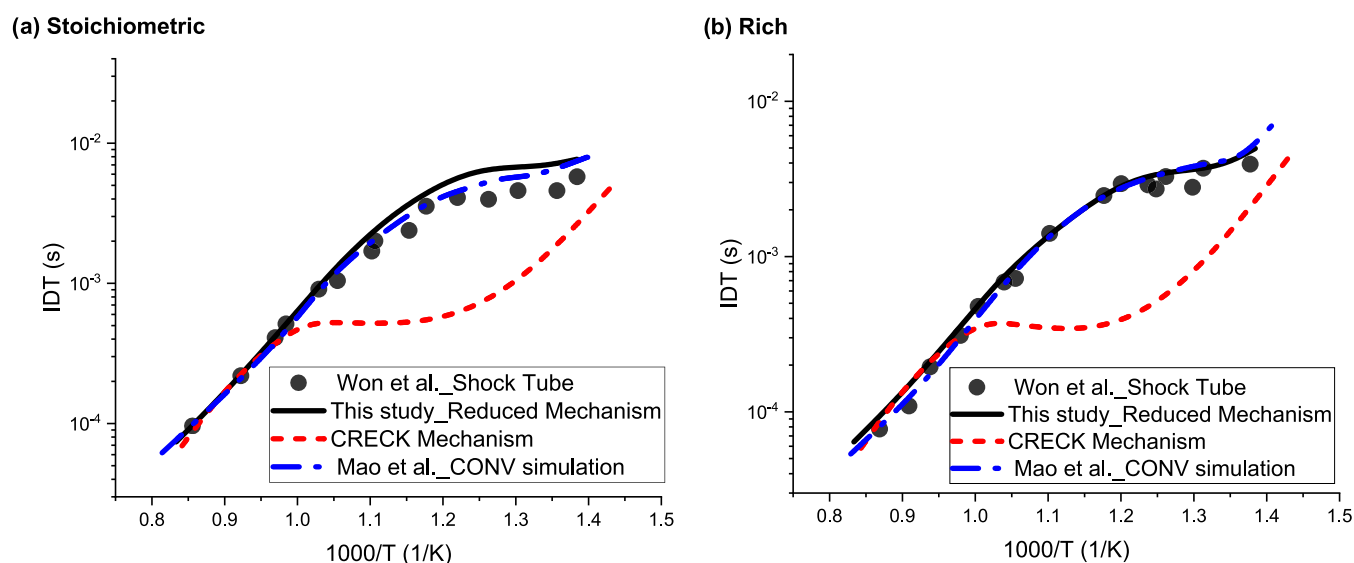 (a) Stoichiometric
IDT (s)
10^-2
10^-3
10^-4
Won et al._Shock Tube
This study_Reduced Mechanism
CRECK Mechanism
Mao et al._CONV simulation
0.8 0.9 1.0 1.1 1.2 1.3 1.4 1.5
1000/T (1/K)
(b) Rich
IDT (s)
10^-2
10^-3
10^-4
Won et al._Shock Tube
This study_Reduced Mechanism
CRECK Mechanism
Mao et al._CONV simulation
0.8 0.9 1.0 1.1 1.2 1.3 1.4 1.5
1000/T (1/K)